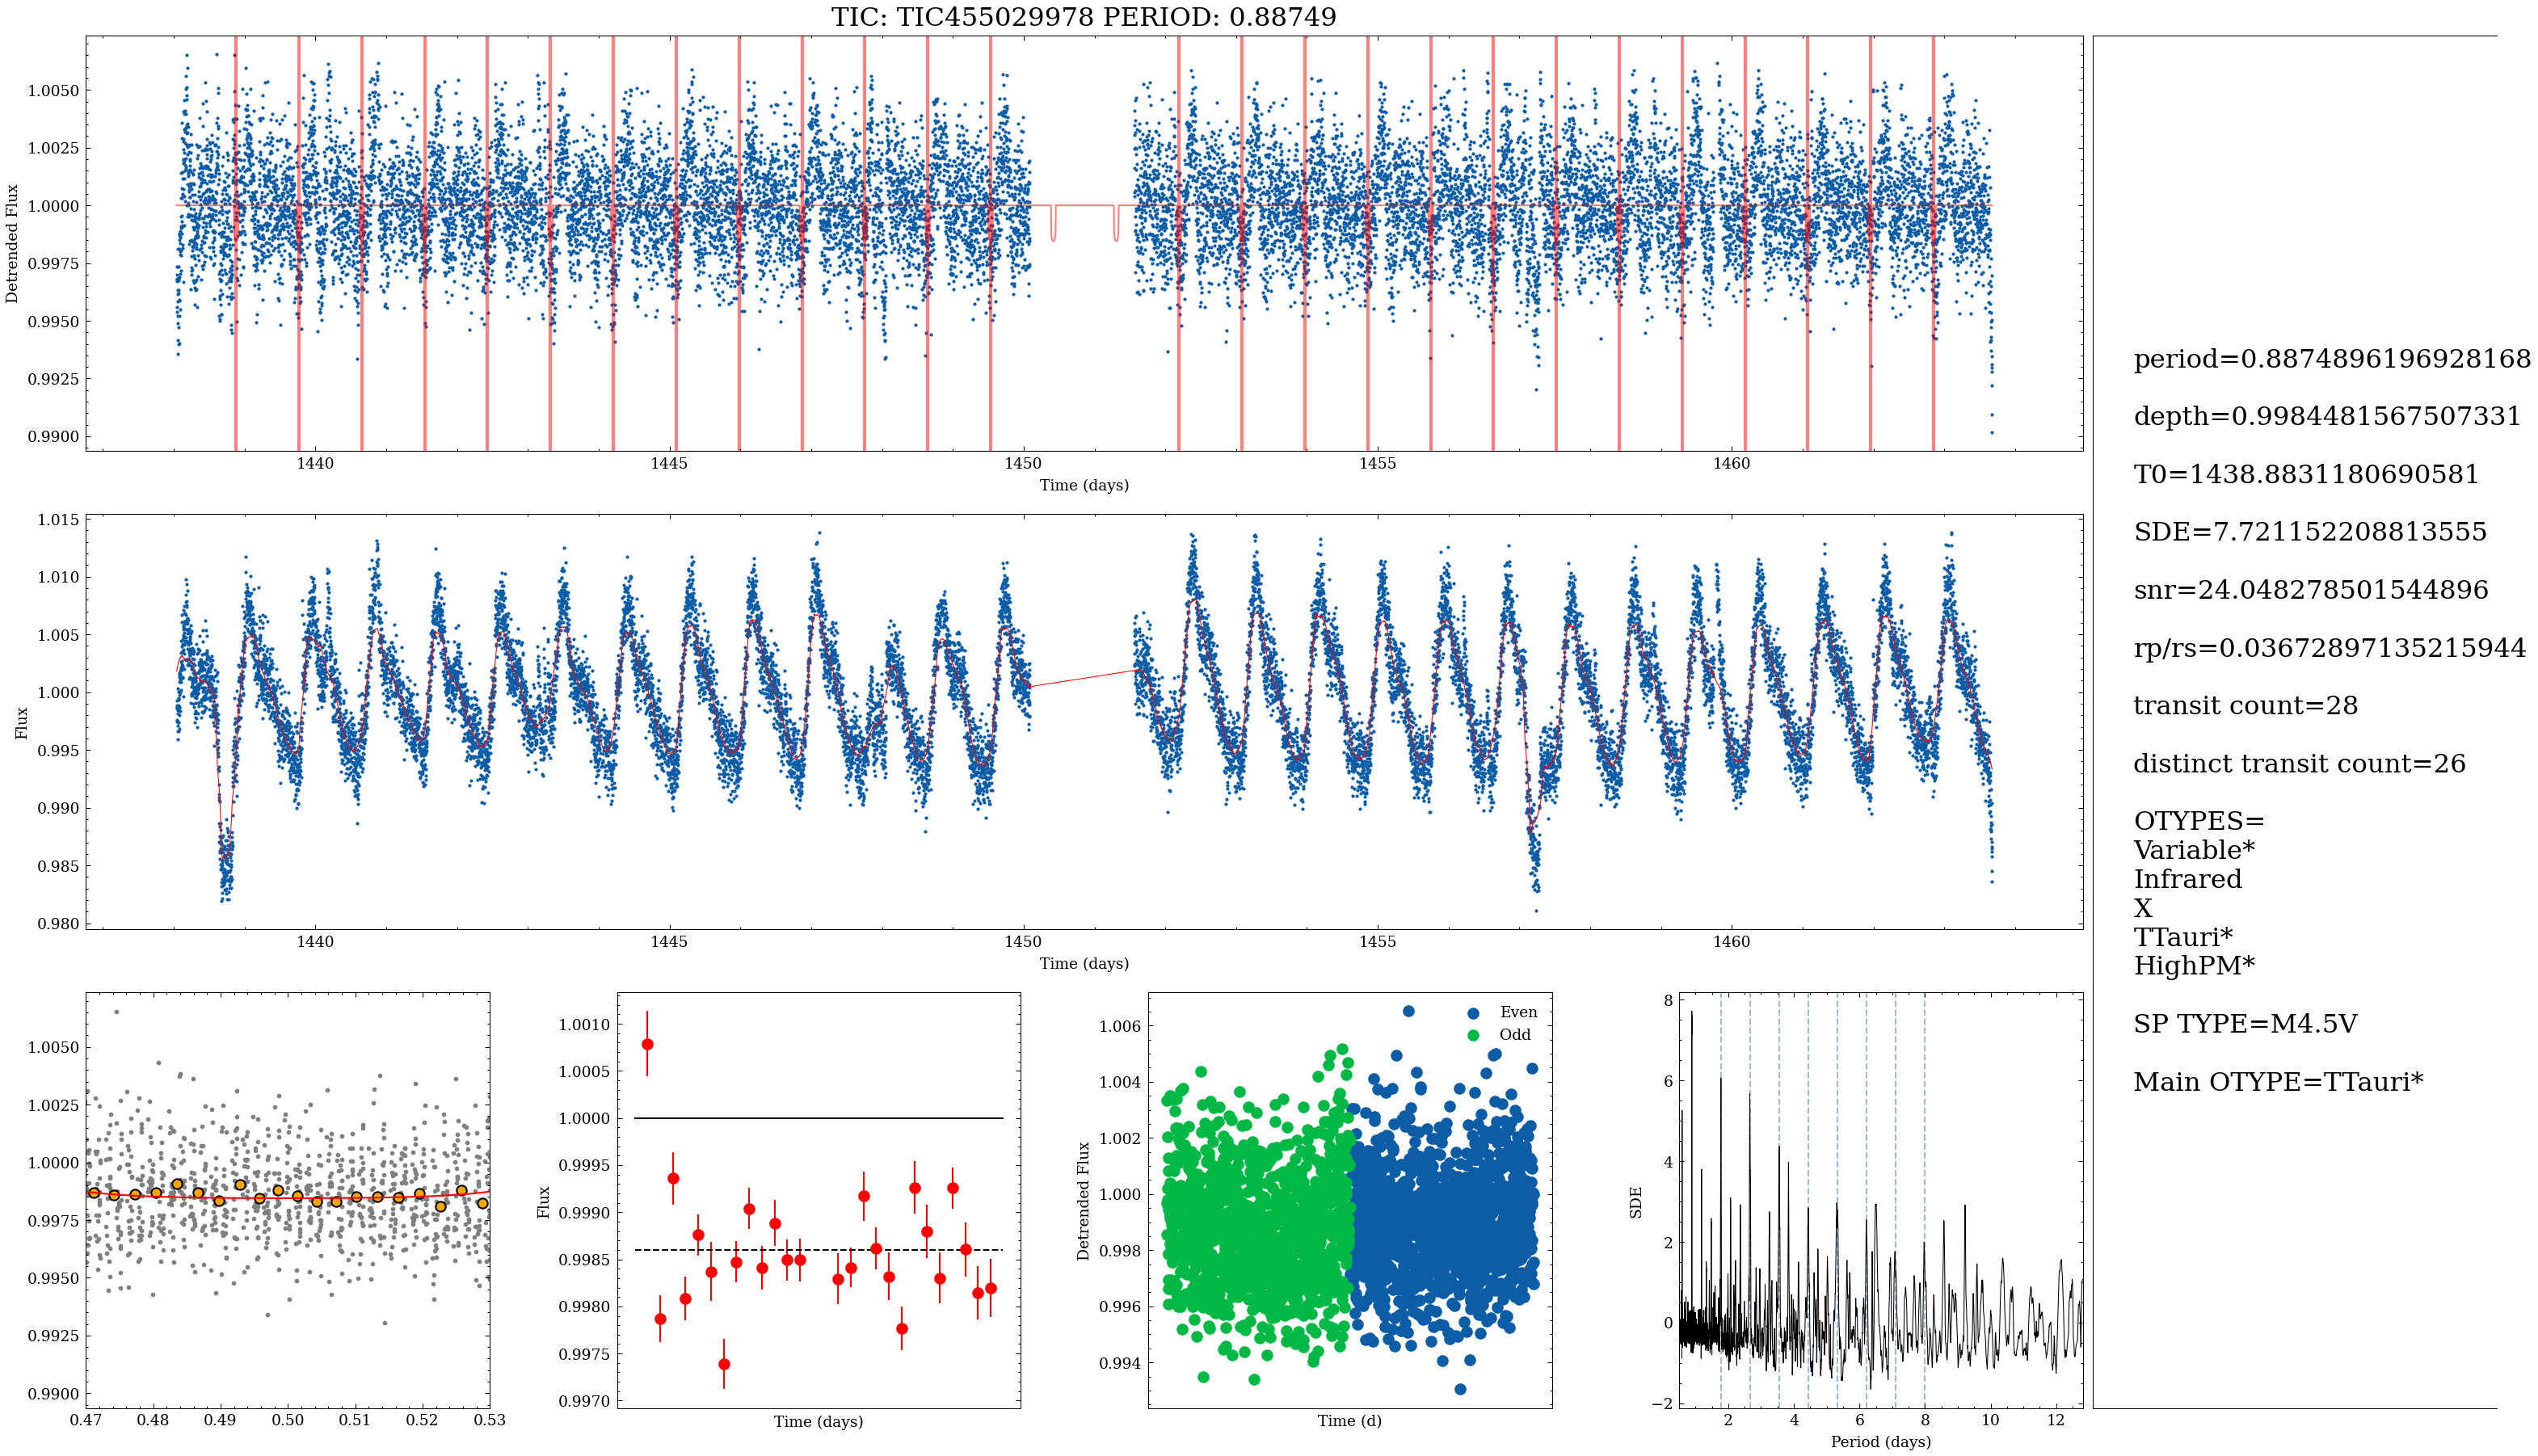 TIC: TIC455029978 PERIOD: 0.88749
1.0050
1.0025
1.0000
0.9975
0.9950
0.9925
0.9900
Detrended Flux
1440
1445
1450
1455
1460
Time (days)
1.015
1.010
1.005
1.000
0.995
0.990
0.985
0.980
Flux
1440
1445
1450
1455
1460
Time (days)
1.0050
1.0025
1.0000
0.9975
0.9950
0.9925
0.9900
0.47
0.48
0.49
0.50
0.51
0.52
0.53
1.0010
1.0005
1.0000
0.9995
0.9990
0.9985
0.9980
0.9975
0.9970
Flux
Time (days)
1.006
1.004
1.002
1.000
0.998
0.996
0.994
Detrended Flux
Even
Odd
Time (d)
8
6
4
2
0
−2
SDE
2
4
6
8
10
12
Period (days)
period=0.8874896196928168
depth=0.9984481567507331
T0=1438.8831180690581
SDE=7.721152208813555
snr=24.048278501544896
rp/rs=0.03672897135215944
transit count=28
distinct transit count=26
OTYPES=
Variable*
Infrared
X
TTauri*
HighPM*
SP TYPE=M4.5V
Main OTYPE=TTauri*